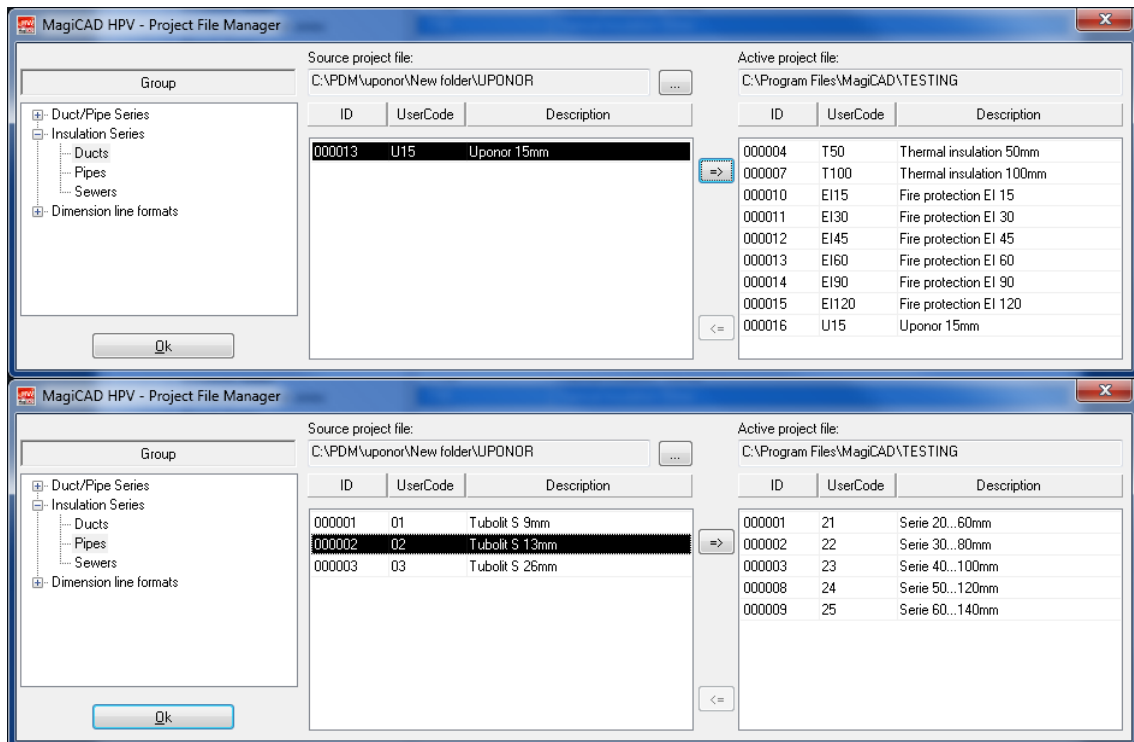 MagiCAD HPV - Project File Manager
X
Source project file:
Active project file:
Group
C:\PDM\uponor\New folder\UPONOR
...
C:\Program Files\MagiCAD\TESTING
ID UserCode Description
ID UserCode Description
Duct/Pipe Series
Insulation Series
Ducts
Pipes
Sewers
Dimension line formats
Ok
000013 U15 Uponor 15mm
=>
<=
000004 T50 Thermal insulation 50mm
000007 T100 Thermal insulation 100mm
000010 EI15 Fire protection EI 15
000011 EI30 Fire protection EI 30
000012 EI45 Fire protection EI 45
000013 EI60 Fire protection EI 60
000014 EI90 Fire protection EI 90
000015 EI120 Fire protection EI 120
000016 U15 Uponor 15mm
MagiCAD HPV - Project File Manager
X
Source project file:
Active project file:
Group
C:\PDM\uponor\New folder\UPONOR
...
C:\Program Files\MagiCAD\TESTING
ID UserCode Description
ID UserCode Description
Duct/Pipe Series
Insulation Series
Ducts
Pipes
Sewers
Dimension line formats
Ok
000001 01 Tubolit S 9mm
000002 02 Tubolit S 13mm
000003 03 Tubolit S 26mm
=>
<=
000001 21 Serie 20...60mm
000002 22 Serie 30...80mm
000003 23 Serie 40...100mm
000008 24 Serie 50...120mm
000009 25 Serie 60...140mm